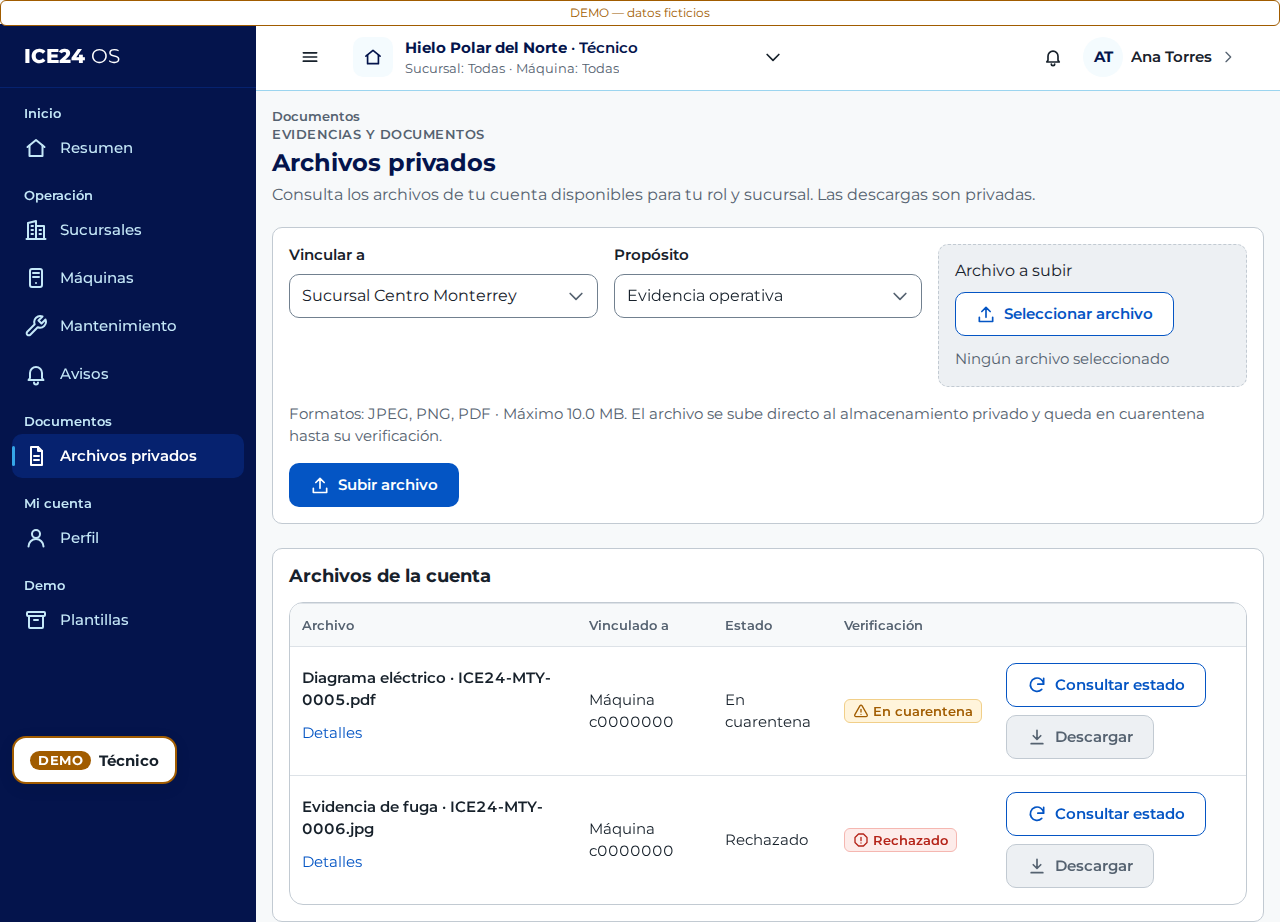 DEMO — datos ficticios
ICE24 OS
Inicio
Resumen
Operación
Sucursales
Máquinas
Mantenimiento
Avisos
Documentos
Archivos privados
Mi cuenta
Perfil
Demo
Plantillas
DEMO Técnico
Hielo Polar del Norte · Técnico
Sucursal: Todas · Máquina: Todas
AT Ana Torres
Documentos
EVIDENCIAS Y DOCUMENTOS
Archivos privados
Consulta los archivos de tu cuenta disponibles para tu rol y sucursal. Las descargas son privadas.
Vincular a
Sucursal Centro Monterrey
Propósito
Evidencia operativa
Archivo a subir
Seleccionar archivo
Ningún archivo seleccionado
Formatos: JPEG, PNG, PDF · Máximo 10.0 MB. El archivo se sube directo al almacenamiento privado y queda en cuarentena
hasta su verificación.
Subir archivo
Archivos de la cuenta
Archivo Vinculado a Estado Verificación
Diagrama eléctrico · ICE24-MTY-
0005.pdf
Detalles
Máquina
c0000000
En
cuarentena
En cuarentena
Consultar estado
Descargar
Evidencia de fuga · ICE24-MTY-
0006.jpg
Detalles
Máquina
c0000000
Rechazado
Rechazado
Consultar estado
Descargar